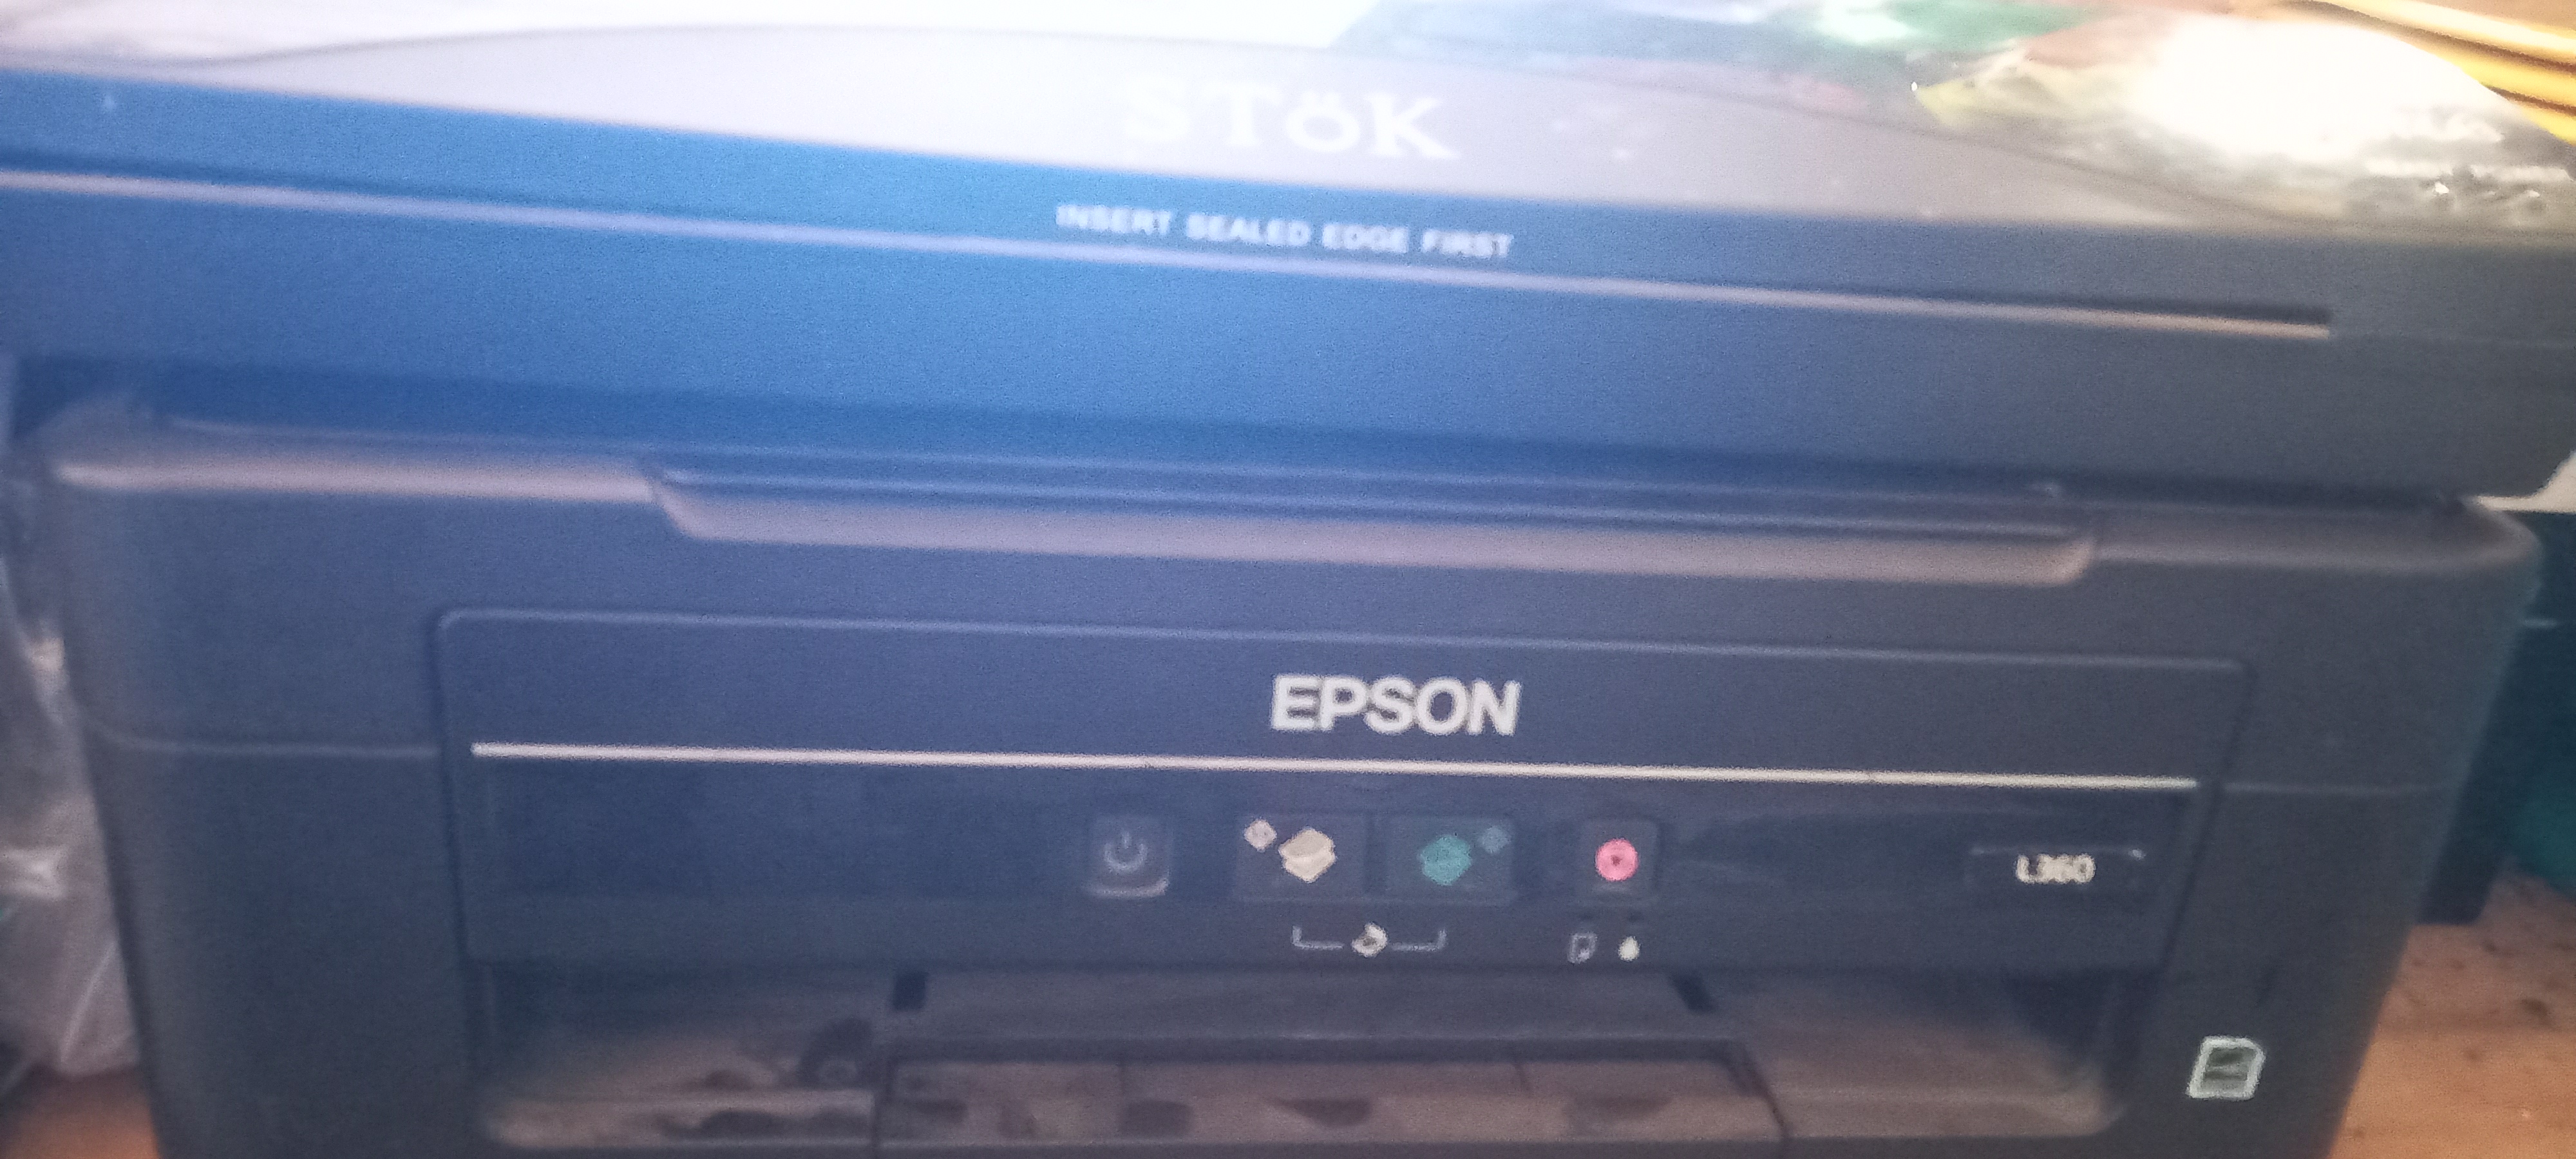 STöK
INSERT SEALED EDGE FIRST
EPSON
L360